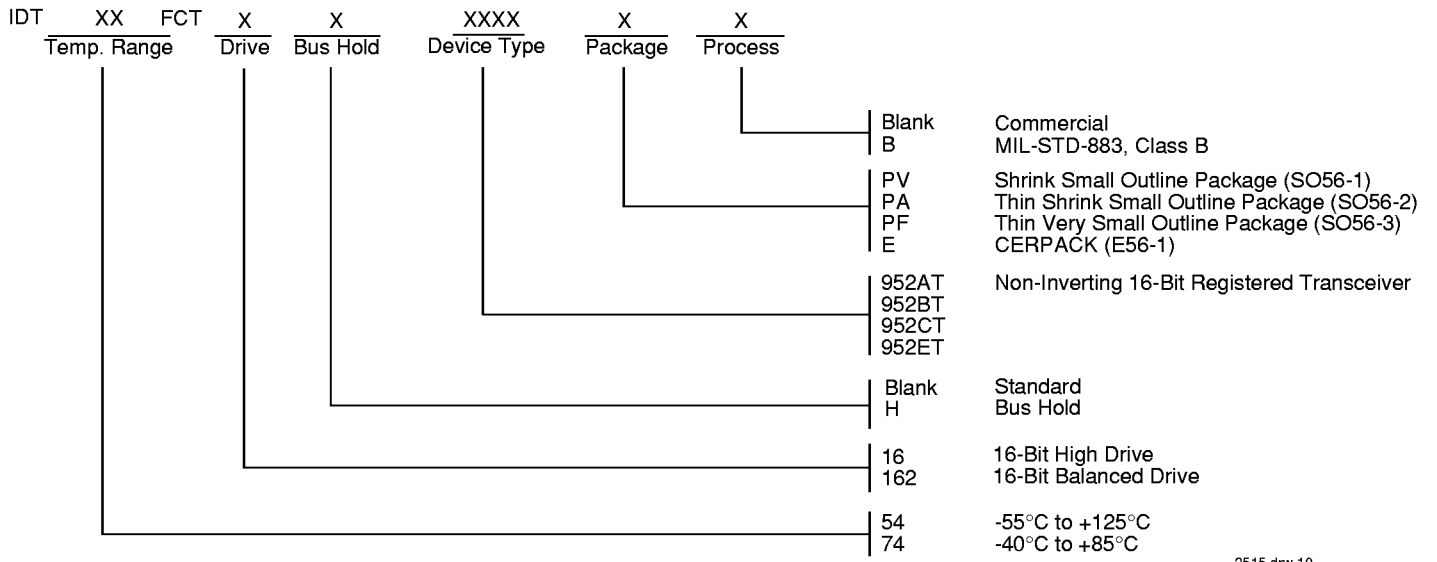 IDT XX FCT X X XXXX X X
Temp. Range Drive Bus Hold Device Type Package Process
Blank Commercial
B MIL-STD-883, Class B
PV Shrink Small Outline Package (SO56-1)
PA Thin Shrink Small Outline Package (SO56-2)
PF Thin Very Small Outline Package (SO56-3)
E CERPACK (E56-1)
952AT Non-Inverting 16-Bit Registered Transceiver
952BT
952CT
952ET
Blank Standard
H Bus Hold
16 16-Bit High Drive
162 16-Bit Balanced Drive
54 -55°C to +125°C
74 -40°C to +85°C